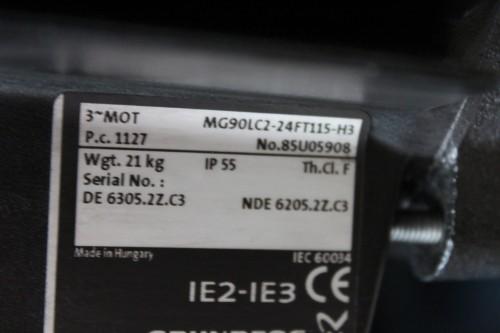 3~MOT MG90LC2-24FT115-H3
P.c. 1127 No.85U05908
Wgt. 21 kg IP 55 Th.Cl. F
Serial No. :
DE 6305.2Z.C3 NDE 6205.2Z.C3
Made in Hungary IEC 60034
IE2-IE3 CE